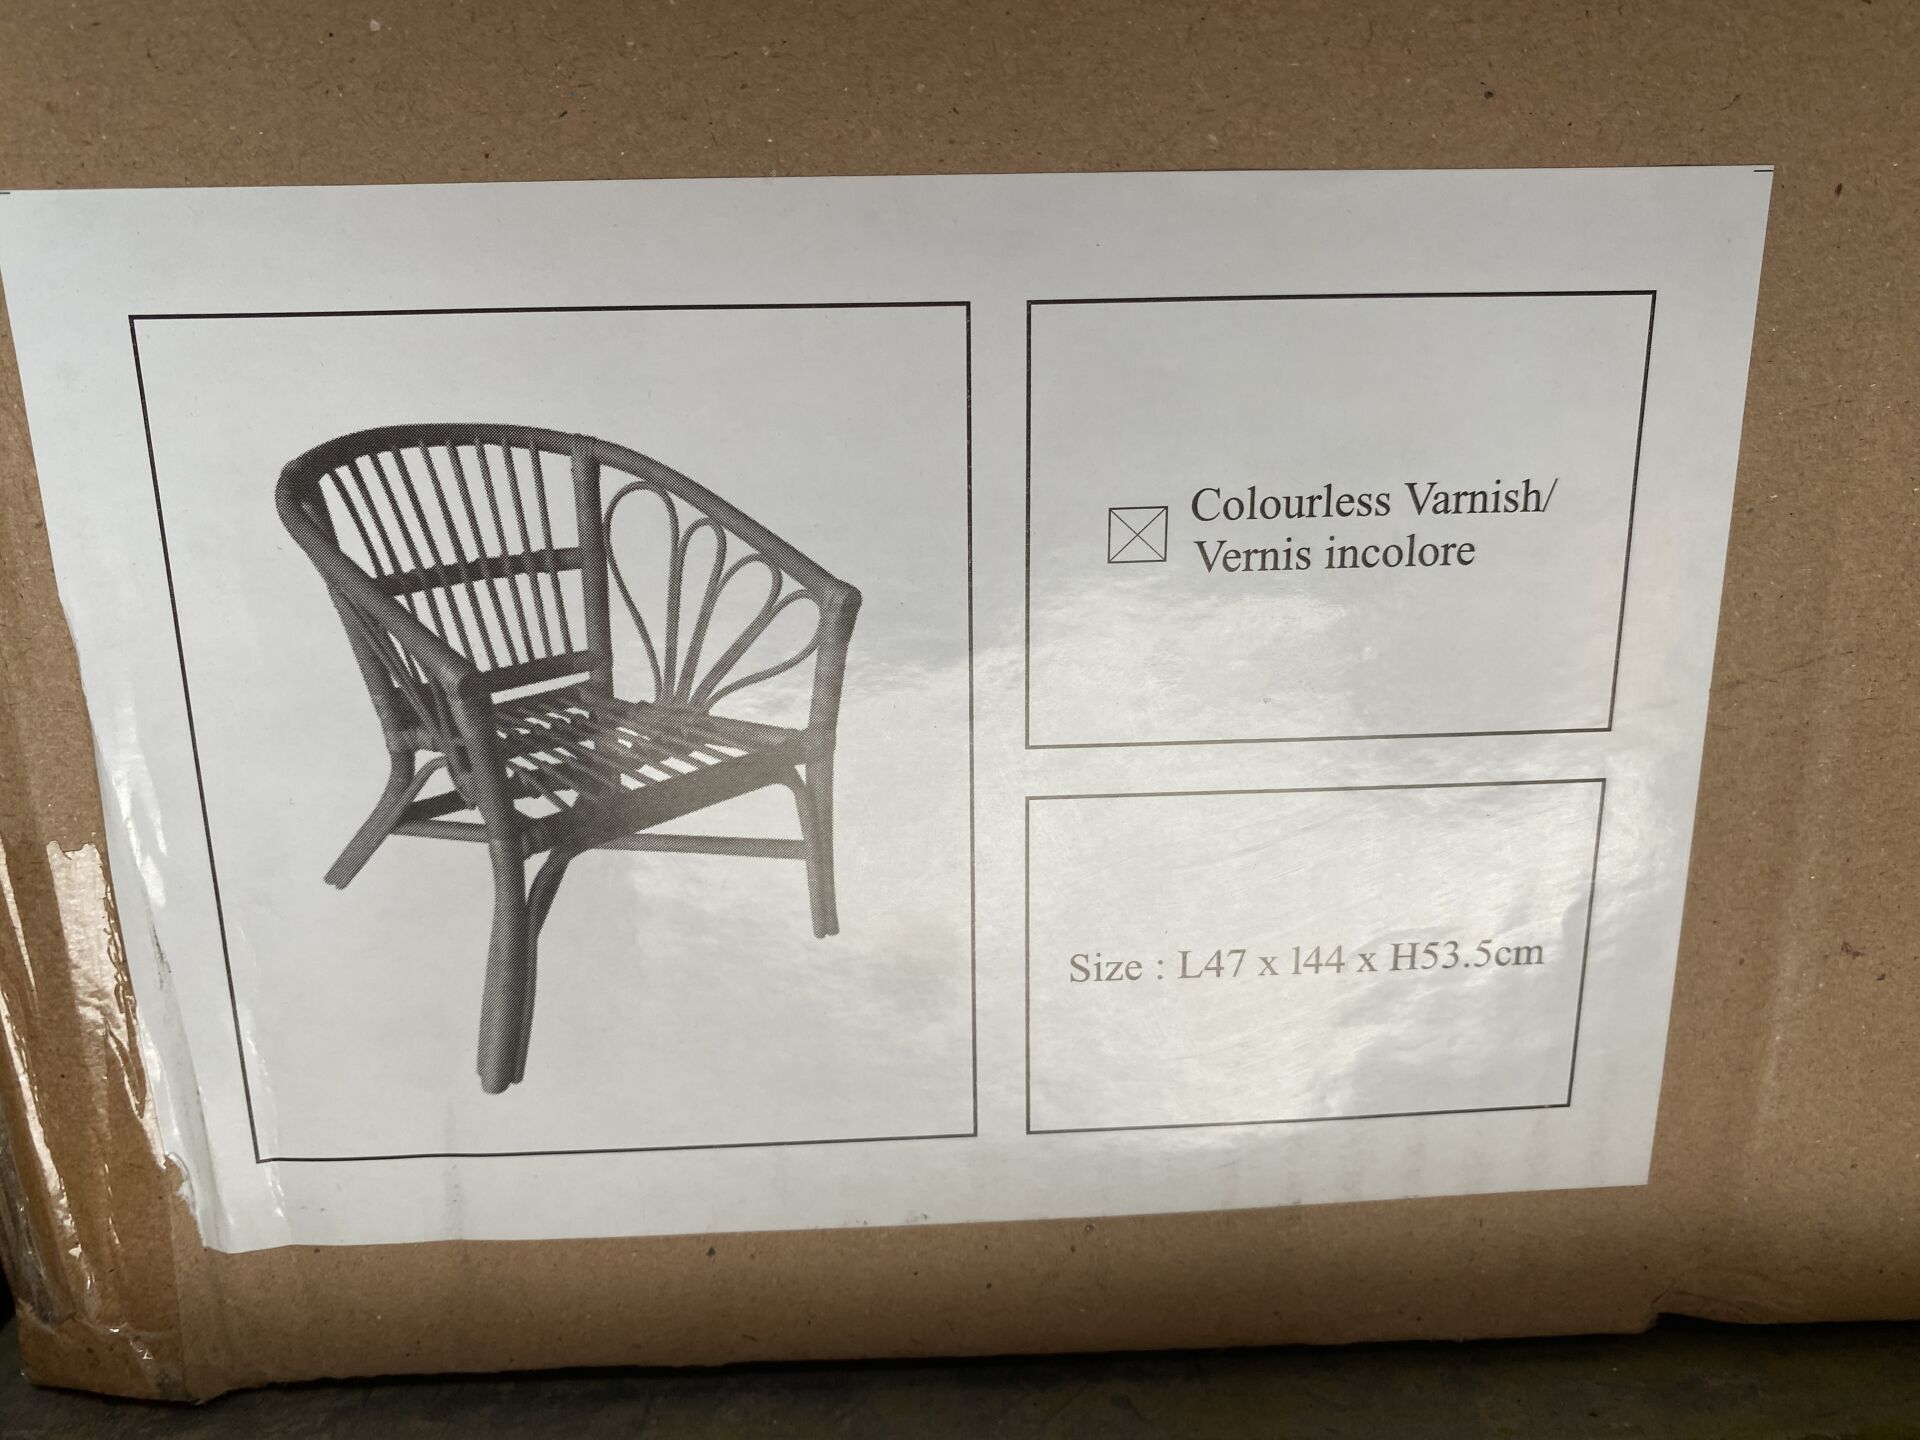 Colourless Varnish/
Vernis incolore
Size : L47 x l44 x H53.5cm